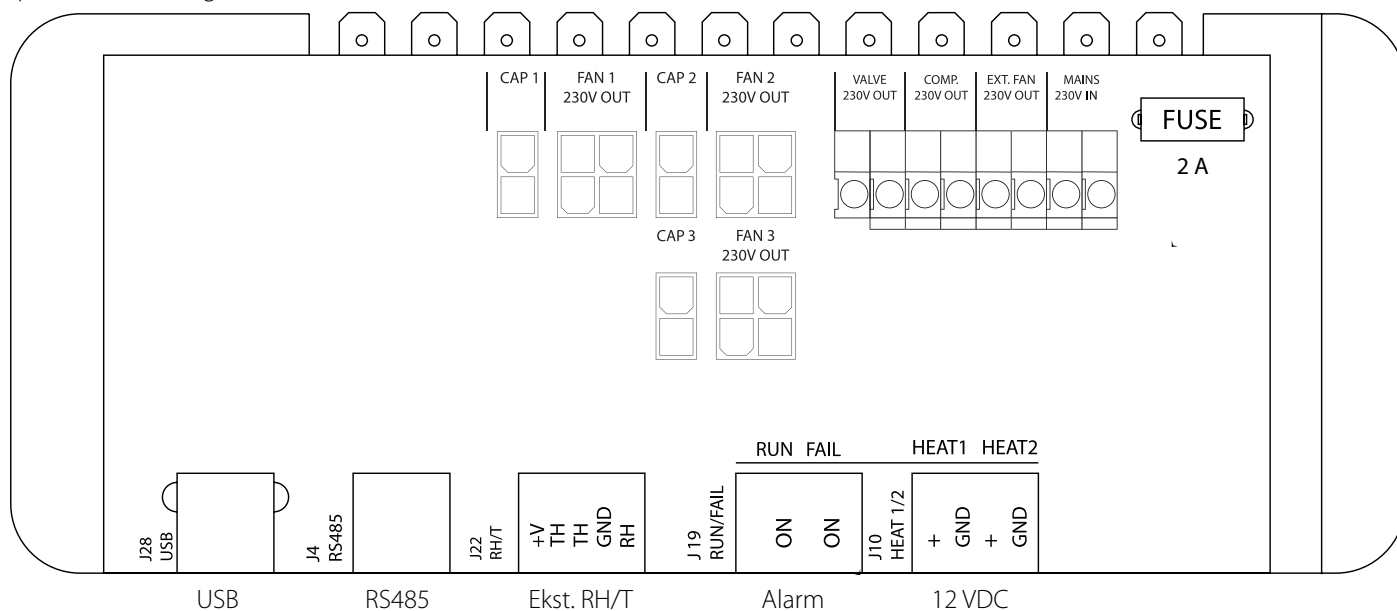 CAP 1
FAN 1
230V OUT
CAP 2
FAN 2
230V OUT
VALVE
230V OUT
COMP.
230V OUT
EXT. FAN
230V OUT
MAINS
230V IN
FUSE
2 A
CAP 3
FAN 3
230V OUT
RUN FAIL
HEAT1 HEAT2
J28
USB
J4
RS485
J22
RH/T
+V
TH
TH
GND
RH
J19
RUN/FAIL
ON
ON
J10
HEAT 1/2
+
GND
+
GND
USB
RS485
Ekst. RH/T
Alarm
12 VDC